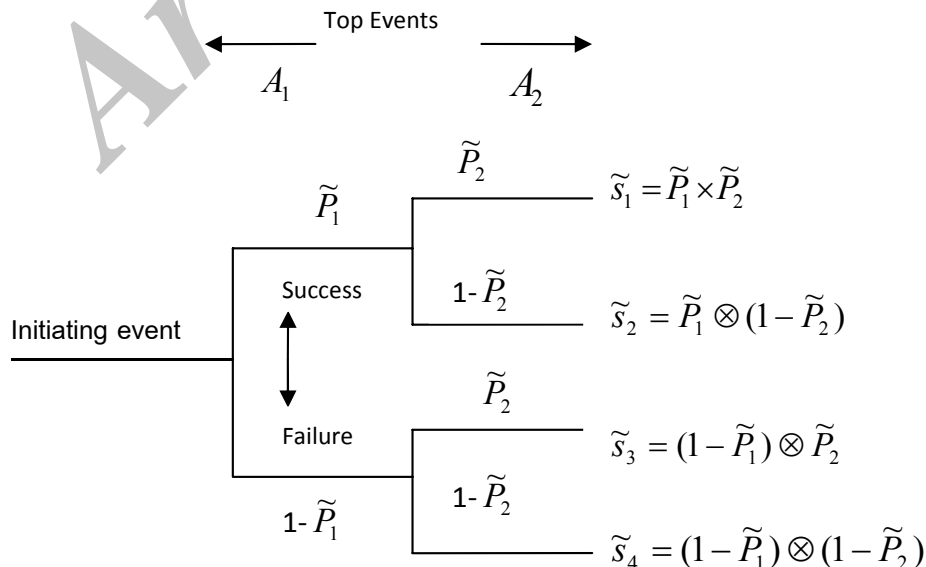 Top Events
A₁ A₂
P̃₂
P̃₁ s̃₁ = P̃₁ × P̃₂
Success 1-P̃₂
Initiating event s̃₂ = P̃₁ ⊗ (1 − P̃₂)
P̃₂
Failure s̃₃ = (1 − P̃₁) ⊗ P̃₂
1- P̃₁ 1-P̃₂
s̃₄ = (1 − P̃₁) ⊗ (1 − P̃₂)